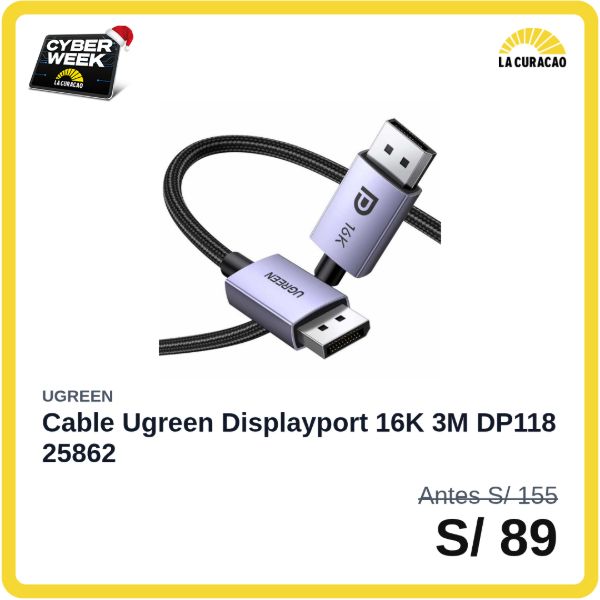 CYBER
WEEK
LA CURACAO
LA CURACAO
16K
UGREEN
UGREEN
Cable Ugreen Displayport 16K 3M DP118
25862
Antes S/ 155
S/ 89